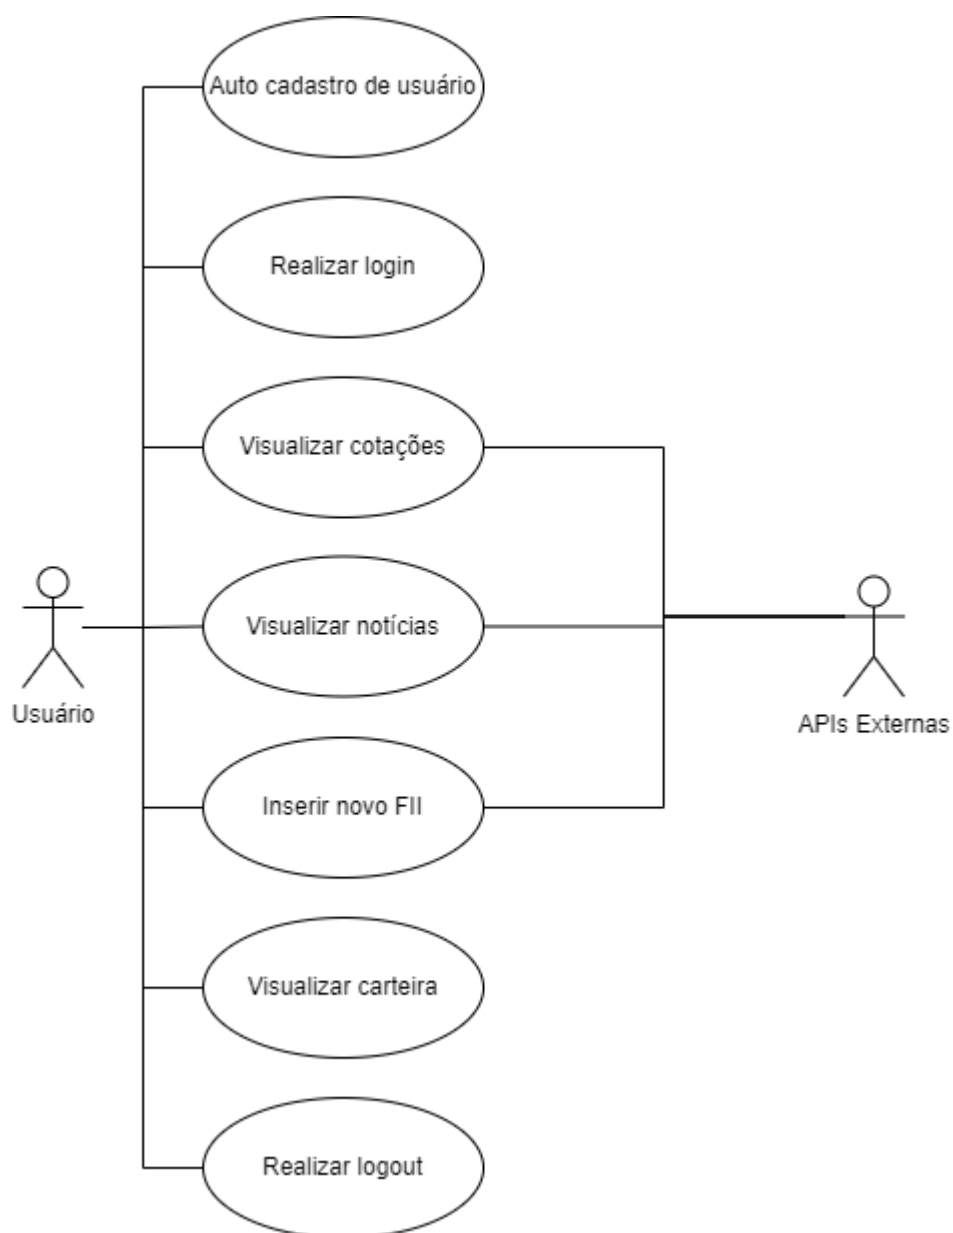 Auto cadastro de usuário
Realizar login
Visualizar cotações
Visualizar notícias
Usuário
APIs Externas
Inserir novo FII
Visualizar carteira
Realizar logout